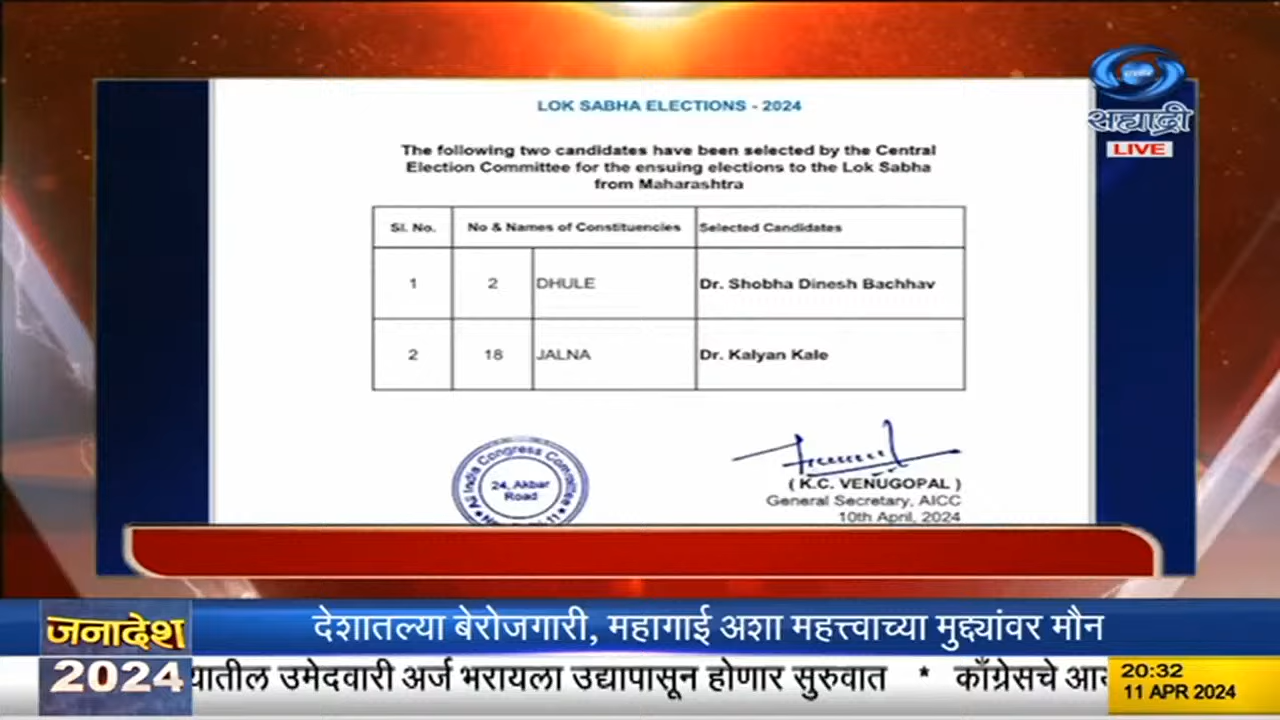 LOK SABHA ELECTIONS - 2024
The following two candidates have been selected by the Central
Election Committee for the ensuing elections to the Lok Sabha
from Maharashtra
Sl. No. No & Names of Constituencies Selected Candidates
1 2 DHULE Dr. Shobha Dinesh Bachhav
2 18 JALNA Dr. Kalyan Kale
All India Congress Committee
24, Akbar
Road
( K.C. VENUGOPAL )
General Secretary, AICC
10th April, 2024
सह्याद्री
LIVE
जनादेश
2024
देशातल्या बेरोजगारी, महागाई अशा महत्त्वाच्या मुद्द्यांवर मौन
उमेदवारी अर्ज भरायला उद्यापासून होणार सुरुवात * काँग्रेसचे
20:32
11 APR 2024